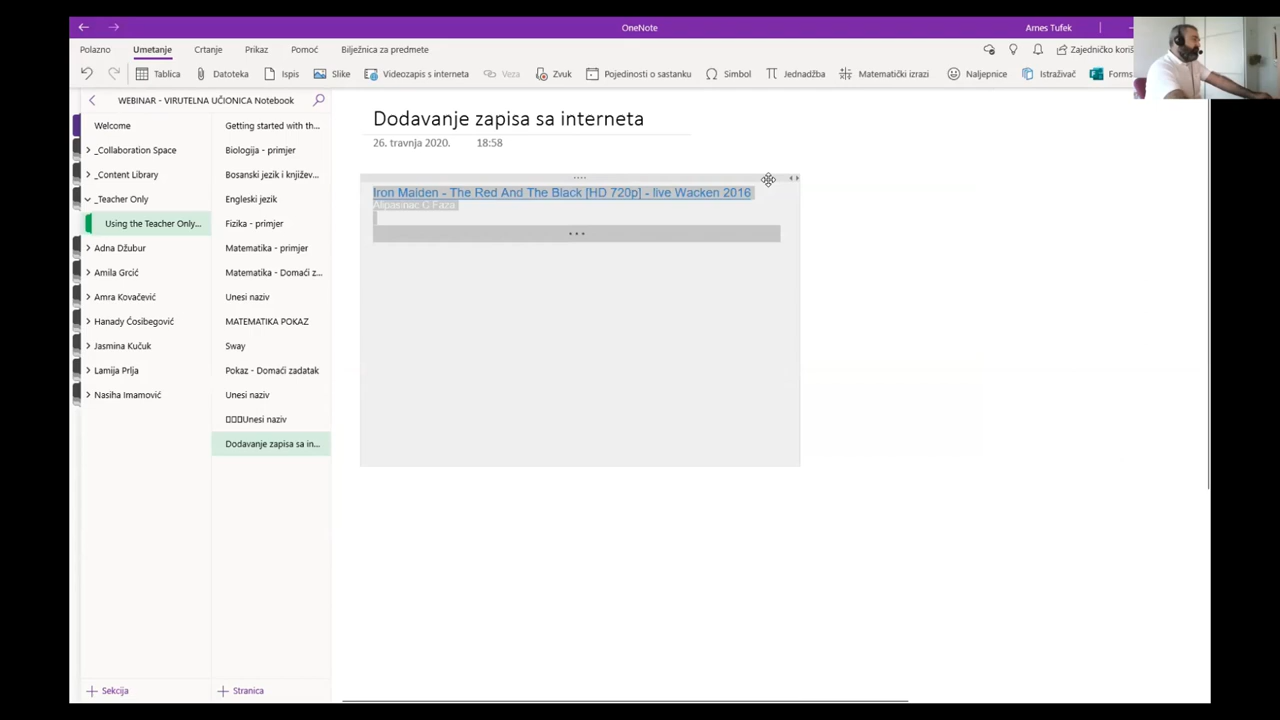 OneNote
Arnes Tufek
Polazno
Umetanje
Crtanje
Prikaz
Pomoć
Bilježnica za predmete
Zajedničko koriš
Tablica
Datoteka
Ispis
Slike
Videozapis s interneta
Veza
Zvuk
Pojedinosti o sastanku
Simbol
Jednadžba
Matematički izrazi
Naljepnice
Istraživač
Forms
WEBINAR - VIRUTELNA UČIONICA Notebook
Welcome
_Collaboration Space
_Content Library
_Teacher Only
Using the Teacher Only...
Adna Džubur
Amila Grcić
Amra Kovačević
Hanady Ćosibegović
Jasmina Kučuk
Lamija Prlja
Nasiha Imamović
Sekcija
Getting started with th...
Biologija - primjer
Bosanski jezik i književ...
Engleski jezik
Fizika - primjer
Matematika - primjer
Matematika - Domaći z...
Unesi naziv
MATEMATIKA POKAZ
Sway
Pokaz - Domaći zadatak
Unesi naziv
Unesi naziv
Dodavanje zapisa sa in...
Stranica
Dodavanje zapisa sa interneta
26. travnja 2020. 18:58
Iron Maiden - The Red And The Black [HD 720p] - live Wacken 2016
Alipasinac C Faza